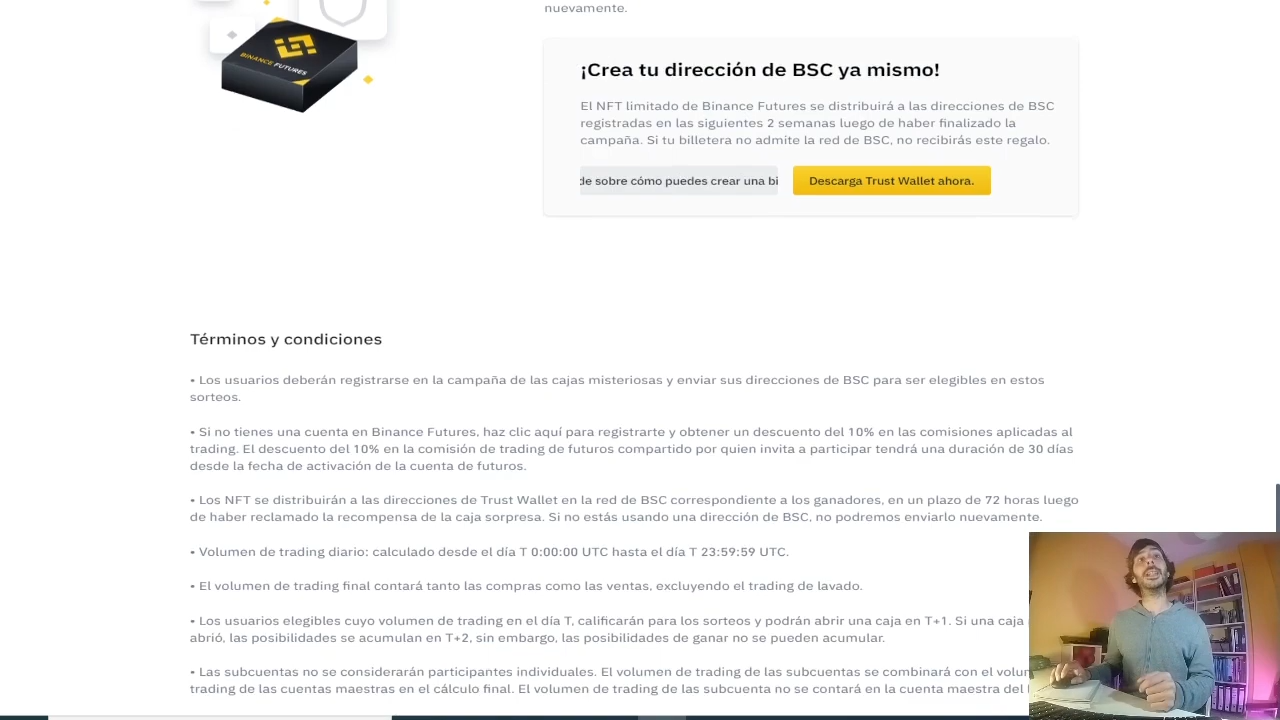 nuevamente.
BINANCE FUTURES
¡Crea tu dirección de BSC ya mismo!
El NFT limitado de Binance Futures se distribuirá a las direcciones de BSC
registradas en las siguientes 2 semanas luego de haber finalizado la
campaña. Si tu billetera no admite la red de BSC, no recibirás este regalo.
de sobre cómo puedes crear una bi
Descarga Trust Wallet ahora.
Términos y condiciones
• Los usuarios deberán registrarse en la campaña de las cajas misteriosas y enviar sus direcciones de BSC para ser elegibles en estos
sorteos.
• Si no tienes una cuenta en Binance Futures, haz clic aquí para registrarte y obtener un descuento del 10% en las comisiones aplicadas al
trading. El descuento del 10% en la comisión de trading de futuros compartido por quien invita a participar tendrá una duración de 30 días
desde la fecha de activación de la cuenta de futuros.
• Los NFT se distribuirán a las direcciones de Trust Wallet en la red de BSC correspondiente a los ganadores, en un plazo de 72 horas luego
de haber reclamado la recompensa de la caja sorpresa. Si no estás usando una dirección de BSC, no podremos enviarlo nuevamente.
• Volumen de trading diario: calculado desde el día T 0:00:00 UTC hasta el día T 23:59:59 UTC.
• El volumen de trading final contará tanto las compras como las ventas, excluyendo el trading de lavado.
• Los usuarios elegibles cuyo volumen de trading en el día T, calificarán para los sorteos y podrán abrir una caja en T+1. Si una caja
abrió, las posibilidades se acumulan en T+2, sin embargo, las posibilidades de ganar no se pueden acumular.
• Las subcuentas no se considerarán participantes individuales. El volumen de trading de las subcuentas se combinará con el volu
trading de las cuentas maestras en el cálculo final. El volumen de trading de las subcuenta no se contará en la cuenta maestra del